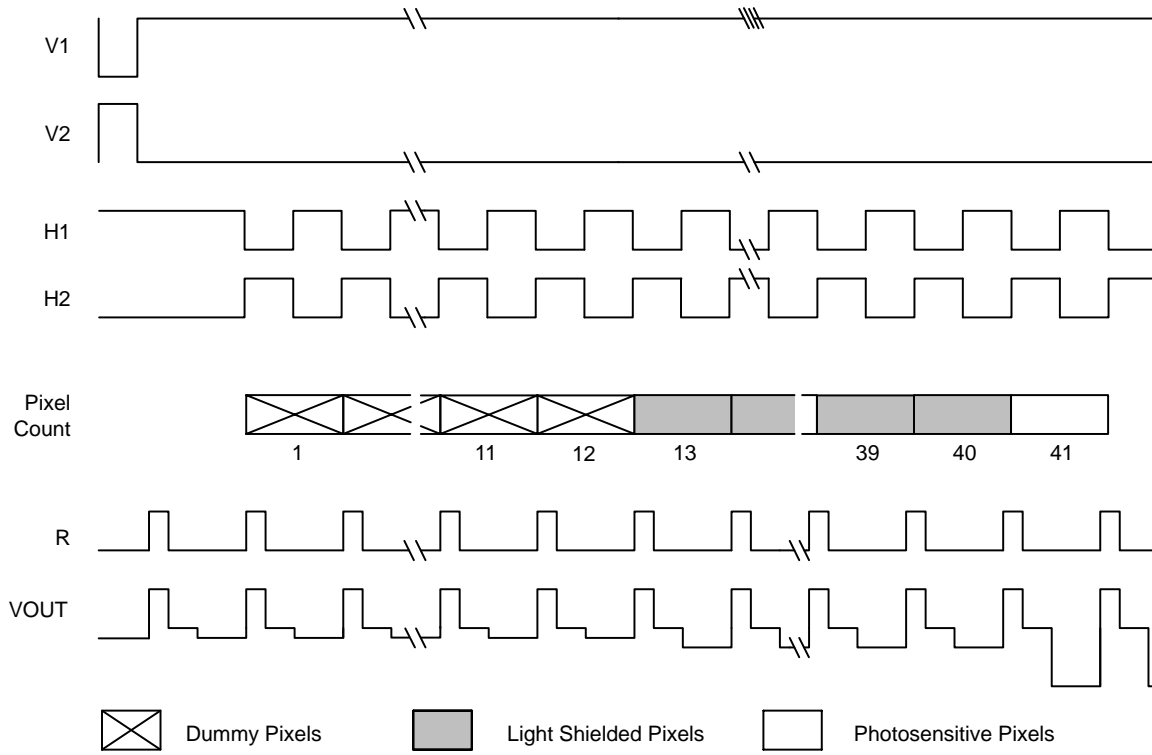 V1
V2
H1
H2
Pixel
Count
1
11
12
13
39
40
41
R
VOUT
Dummy Pixels
Light Shielded Pixels
Photosensitive Pixels